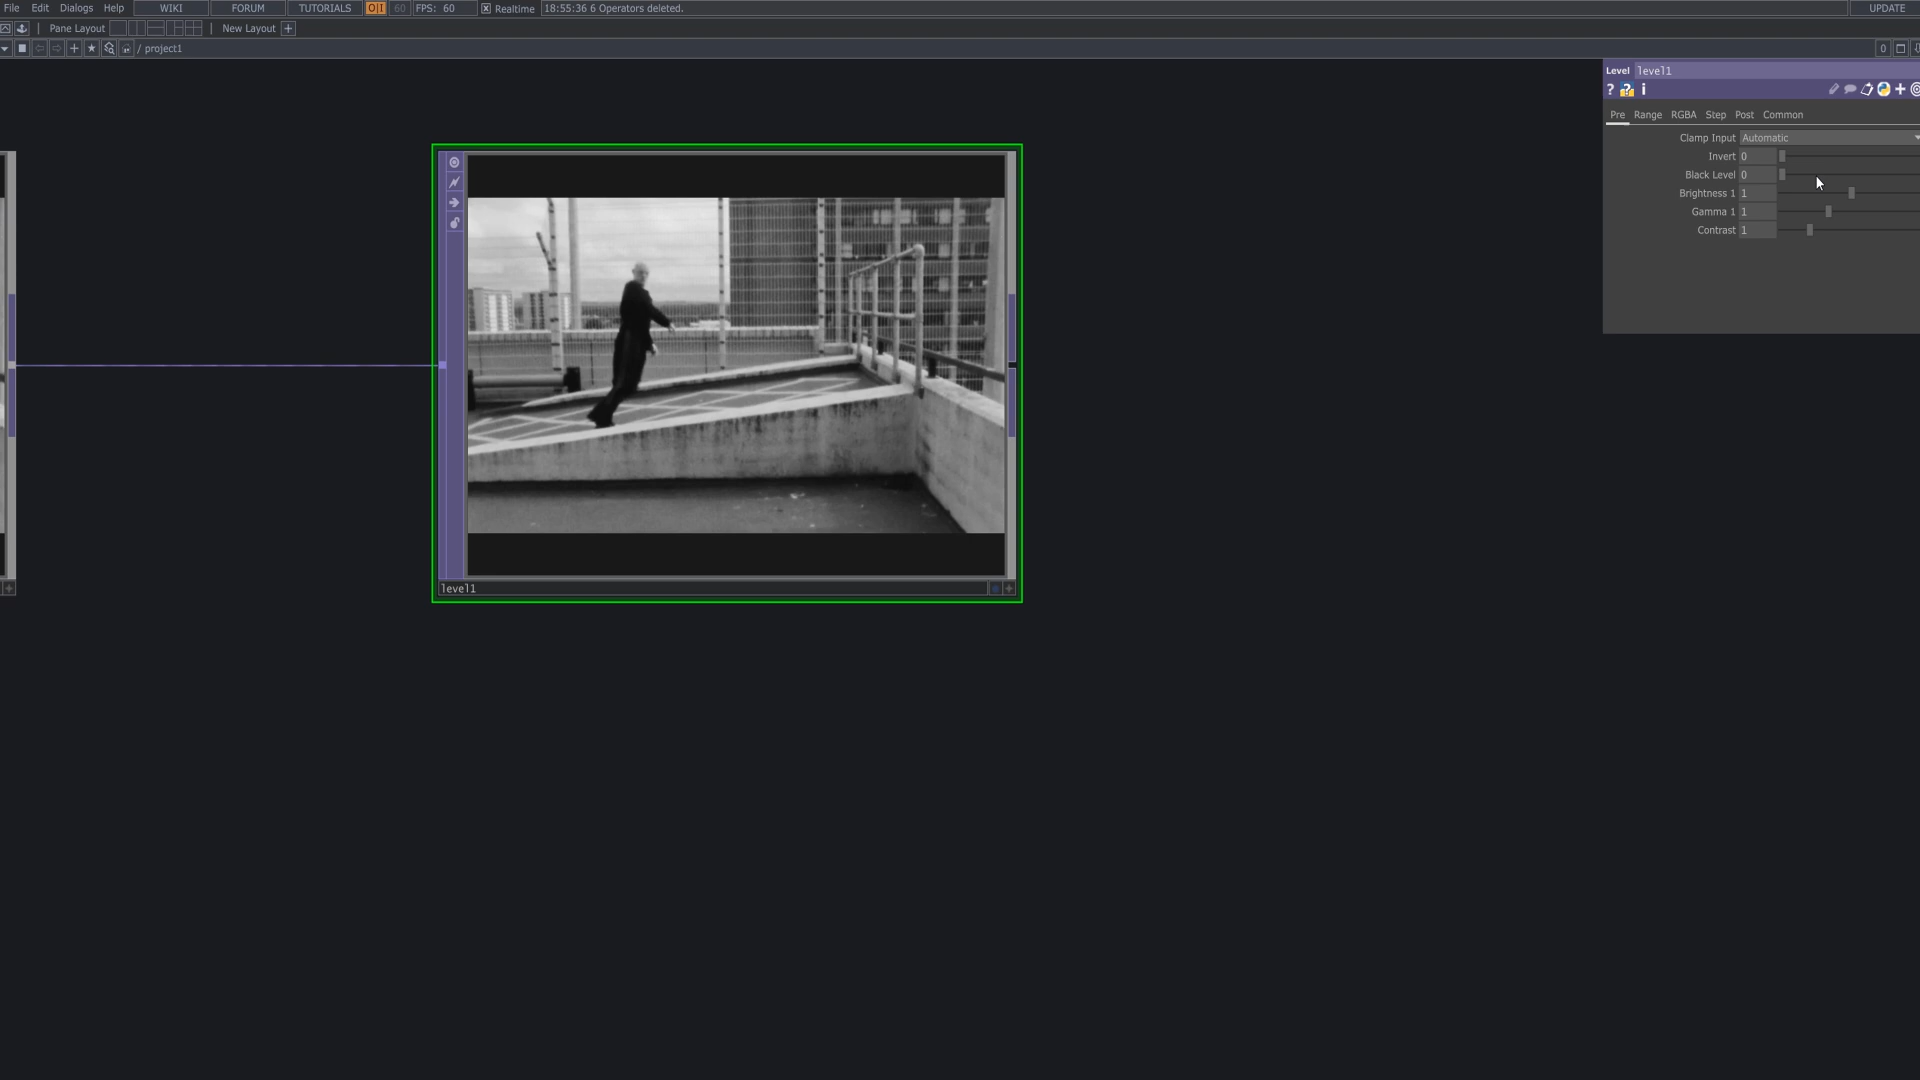 File Edit Dialogs Help WIKI FORUM TUTORIALS O|I 60 FPS: 60 Realtime 18:55:36 6 Operators deleted. UPDATE
Pane Layout New Layout +
/ project1 0
Level level1
? ? i
Pre Range RGBA Step Post Common
Clamp Input Automatic
Invert 0
Black Level 0
Brightness 1 1
Gamma 1 1
Contrast 1
level1